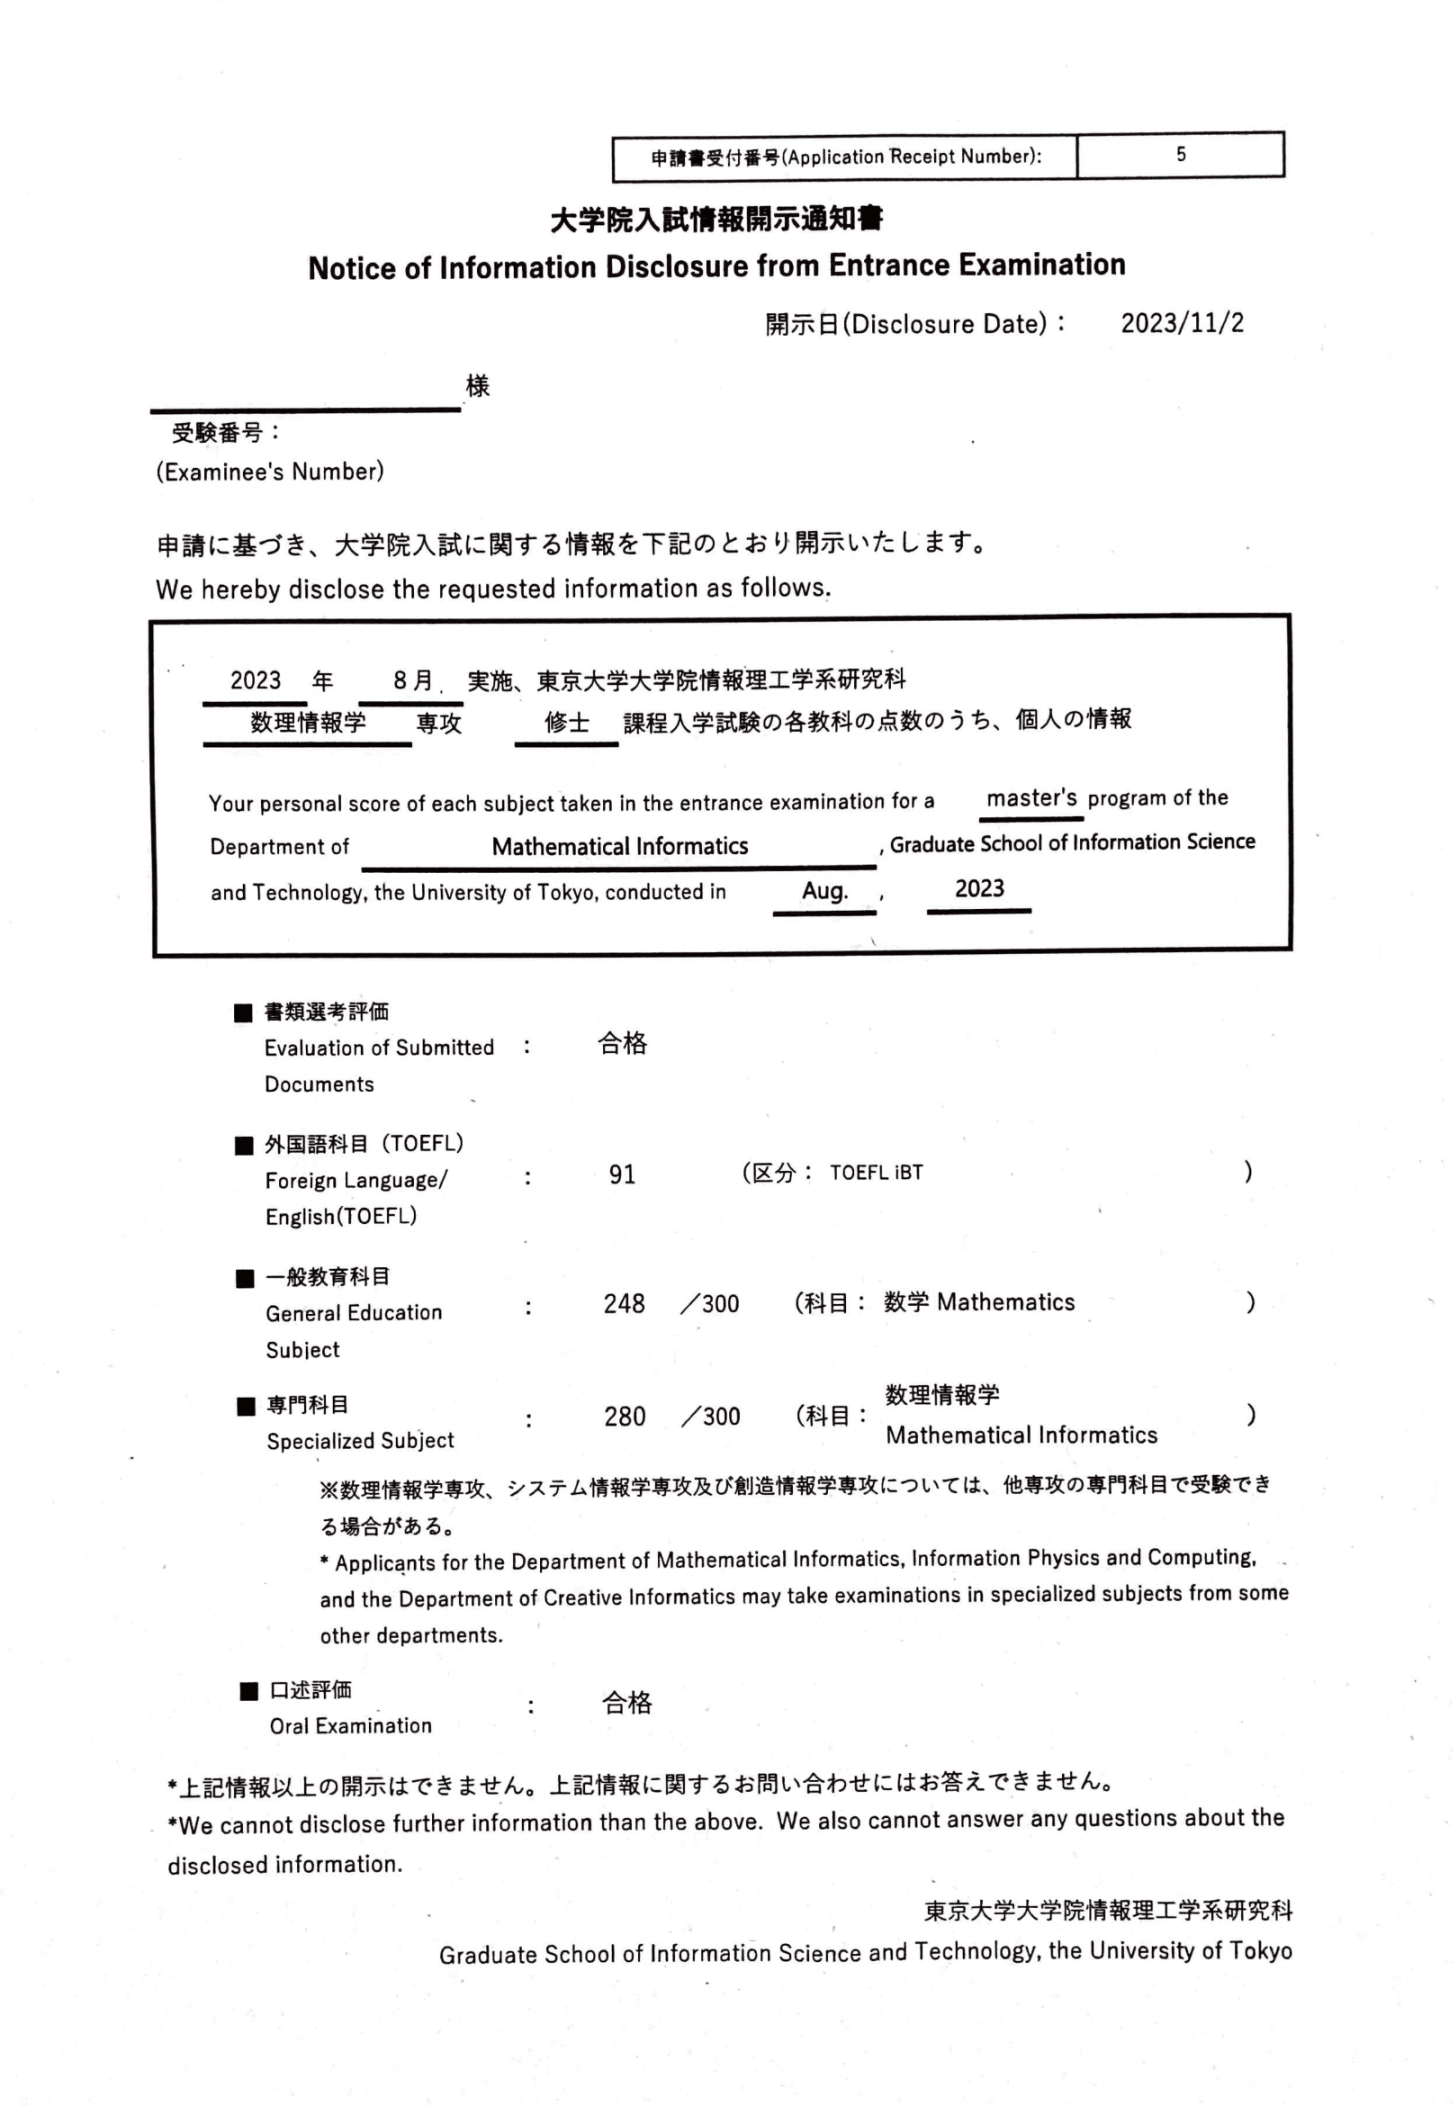 申請書受付番号(Application Receipt Number): 5
大学院入試情報開示通知書
Notice of Information Disclosure from Entrance Examination
開示日(Disclosure Date)： 2023/11/2
様
受験番号：
(Examinee's Number)
申請に基づき、大学院入試に関する情報を下記のとおり開示いたします。
We hereby disclose the requested information as follows.
2023 年 8月 実施、東京大学大学院情報理工学系研究科
数理情報学 専攻 修士 課程入学試験の各教科の点数のうち、個人の情報
Your personal score of each subject taken in the entrance examination for a master's program of the
Department of Mathematical Informatics , Graduate School of Information Science
and Technology, the University of Tokyo, conducted in Aug. , 2023
■ 書類選考評価
Evaluation of Submitted : 合格
Documents
■ 外国語科目（TOEFL）
Foreign Language/ : 91 （区分： TOEFL iBT ）
English(TOEFL)
■ 一般教育科目
General Education : 248 ／300 （科目： 数学 Mathematics ）
Subject
■ 専門科目
Specialized Subject : 280 ／300 （科目： 数理情報学
Mathematical Informatics ）
※数理情報学専攻、システム情報学専攻及び創造情報学専攻については、他専攻の専門科目で受験でき
る場合がある。
* Applicants for the Department of Mathematical Informatics, Information Physics and Computing,
and the Department of Creative Informatics may take examinations in specialized subjects from some
other departments.
■ 口述評価
Oral Examination : 合格
*上記情報以上の開示はできません。上記情報に関するお問い合わせにはお答えできません。
*We cannot disclose further information than the above. We also cannot answer any questions about the
disclosed information.
東京大学大学院情報理工学系研究科
Graduate School of Information Science and Technology, the University of Tokyo